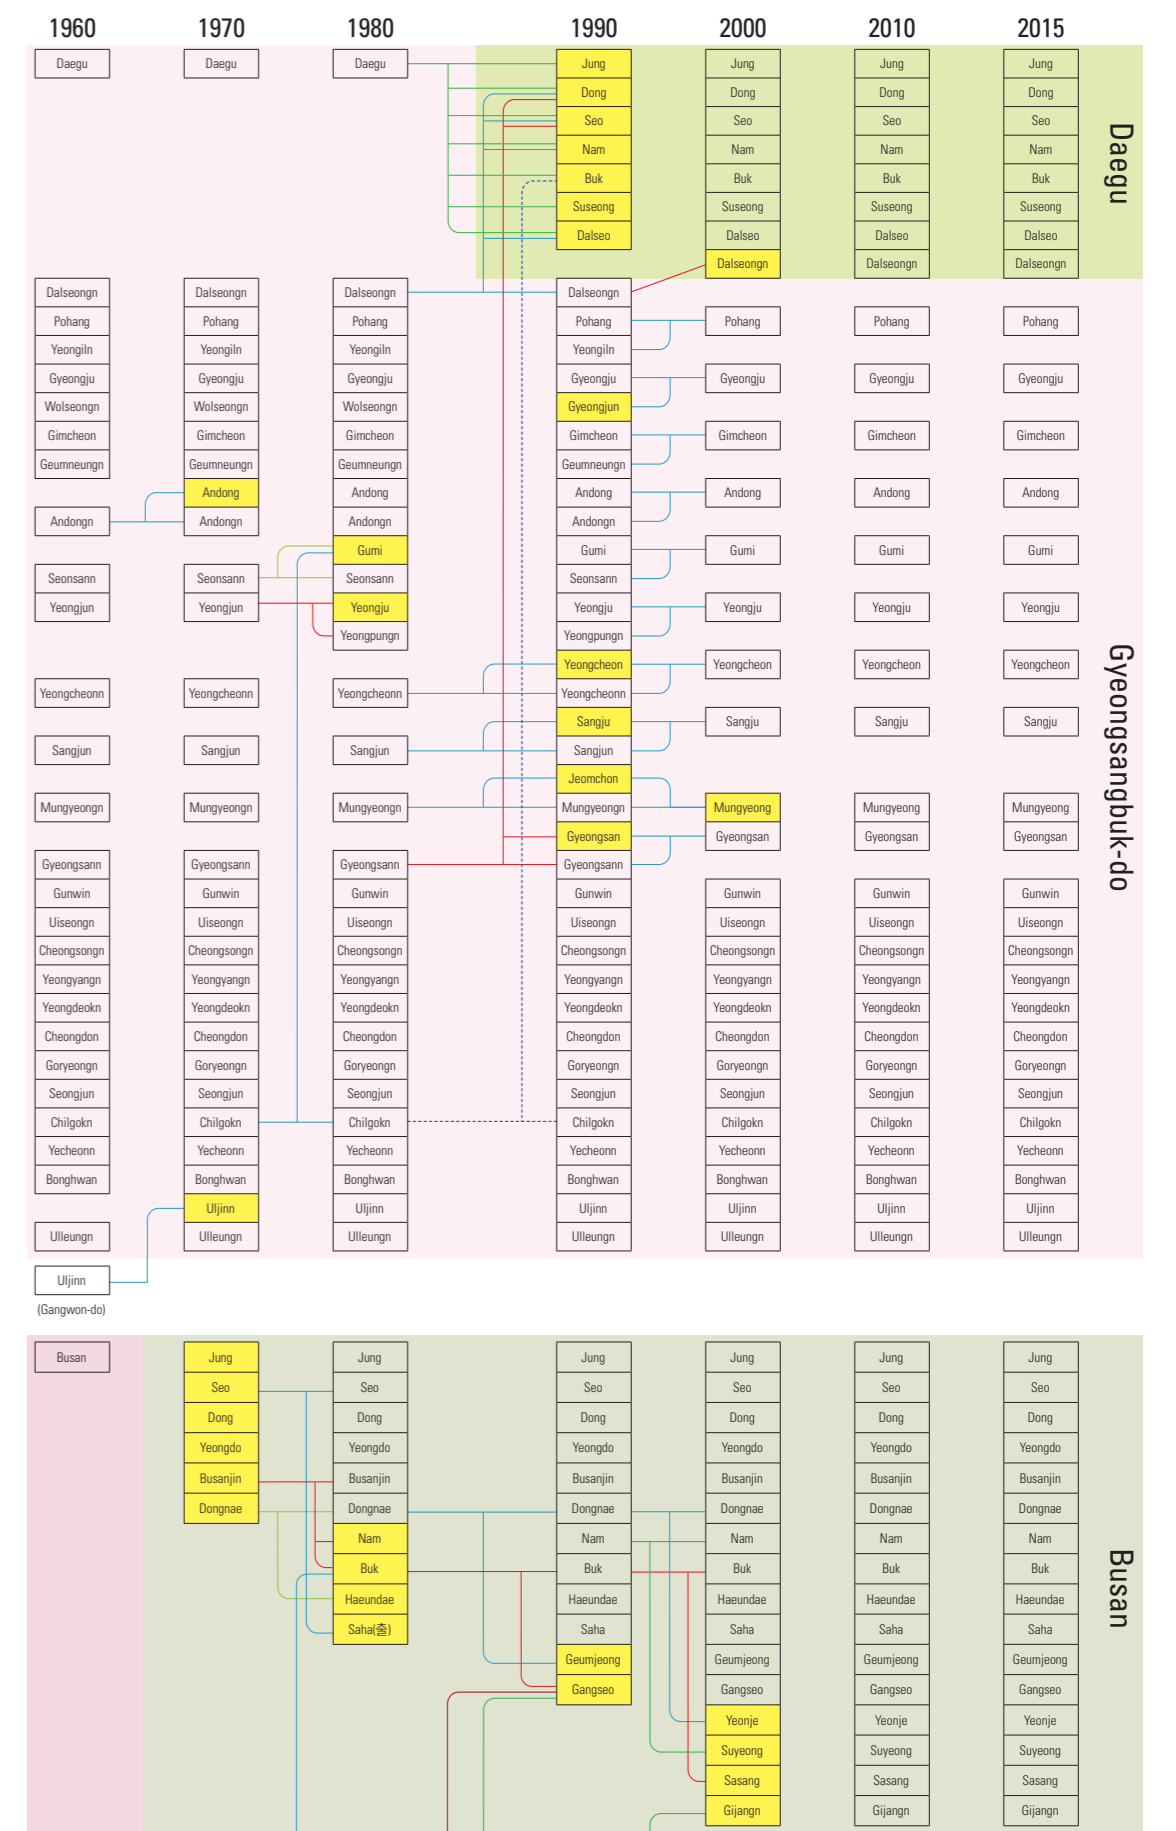 1960 1970 1980 1990 2000 2010 2015
Daegu Daegu Daegu Jung Jung Jung Jung
Dong Dong Dong Dong
Seo Seo Seo Seo
Nam Nam Nam Nam
Buk Buk Buk Buk
Suseong Suseong Suseong Suseong
Dalseo Dalseo Dalseo Dalseo
Dalseongn Dalseongn Dalseongn
Daegu
Dalseongn Dalseongn Dalseongn Dalseongn
Pohang Pohang Pohang Pohang Pohang Pohang Pohang
Yeongiln Yeongiln Yeongiln Yeongiln
Gyeongju Gyeongju Gyeongju Gyeongju Gyeongju Gyeongju Gyeongju
Wolseongn Wolseongn Wolseongn Gyeongjun
Gimcheon Gimcheon Gimcheon Gimcheon Gimcheon Gimcheon Gimcheon
Geumneungn Geumneungn Geumneungn Geumneungn
Andong Andong Andong Andong Andong Andong
Andongn Andongn Andongn Andongn
Gumi Gumi Gumi Gumi Gumi
Seonsann Seonsann Seonsann Seonsann
Yeongjun Yeongjun Yeongju Yeongju Yeongju Yeongju Yeongju
Yeongpungn Yeongpungn
Yeongcheon Yeongcheon Yeongcheon Yeongcheon
Yeongcheonn Yeongcheonn Yeongcheonn Yeongcheonn
Sangju Sangju Sangju Sangju
Sangjun Sangjun Sangjun Sangjun
Jeomchon
Mungyeongn Mungyeongn Mungyeongn Mungyeongn Mungyeong Mungyeong Mungyeong
Gyeongsan Gyeongsan Gyeongsan Gyeongsan
Gyeongsann Gyeongsann Gyeongsann Gyeongsann
Gunwin Gunwin Gunwin Gunwin Gunwin Gunwin Gunwin
Uiseongn Uiseongn Uiseongn Uiseongn Uiseongn Uiseongn Uiseongn
Cheongsongn Cheongsongn Cheongsongn Cheongsongn Cheongsongn Cheongsongn Cheongsongn
Yeongyangn Yeongyangn Yeongyangn Yeongyangn Yeongyangn Yeongyangn Yeongyangn
Yeongdeokn Yeongdeokn Yeongdeokn Yeongdeokn Yeongdeokn Yeongdeokn Yeongdeokn
Cheongdon Cheongdon Cheongdon Cheongdon Cheongdon Cheongdon Cheongdon
Goryeongn Goryeongn Goryeongn Goryeongn Goryeongn Goryeongn Goryeongn
Seongjun Seongjun Seongjun Seongjun Seongjun Seongjun Seongjun
Chilgokn Chilgokn Chilgokn Chilgokn Chilgokn Chilgokn Chilgokn
Yecheonn Yecheonn Yecheonn Yecheonn Yecheonn Yecheonn Yecheonn
Bonghwan Bonghwan Bonghwan Bonghwan Bonghwan Bonghwan Bonghwan
Uljinn Uljinn Uljinn Uljinn Uljinn Uljinn
Ulleungn Ulleungn Ulleungn Ulleungn Ulleungn Ulleungn Ulleungn
Gyeongsangbuk-do
Uljinn
(Gangwon-do)
Busan Jung Jung Jung Jung Jung Jung
Seo Seo Seo Seo Seo Seo
Dong Dong Dong Dong Dong Dong
Yeongdo Yeongdo Yeongdo Yeongdo Yeongdo Yeongdo
Busanjin Busanjin Busanjin Busanjin Busanjin Busanjin
Dongnae Dongnae Dongnae Dongnae Dongnae Dongnae
Nam Nam Nam Nam Nam
Buk Buk Buk Buk Buk
Haeundae Haeundae Haeundae Haeundae Haeundae
Saha(출) Saha Saha Saha Saha
Geumjeong Geumjeong Geumjeong Geumjeong
Gangseo Gangseo Gangseo Gangseo
Yeonje Yeonje Yeonje
Suyeong Suyeong Suyeong
Sasang Sasang Sasang
Gijangn Gijangn Gijangn
Busan